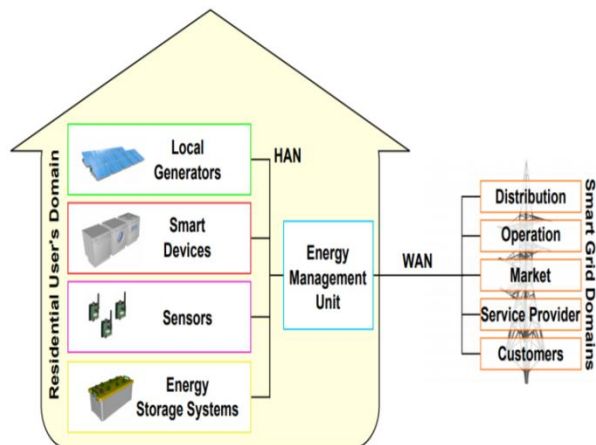 Residential User's Domain
Local
Generators
HAN
Smart
Devices
Sensors
Energy
Storage Systems
Energy
Management
Unit
WAN
Distribution
Operation
Market
Service Provider
Customers
Smart Grid Domains